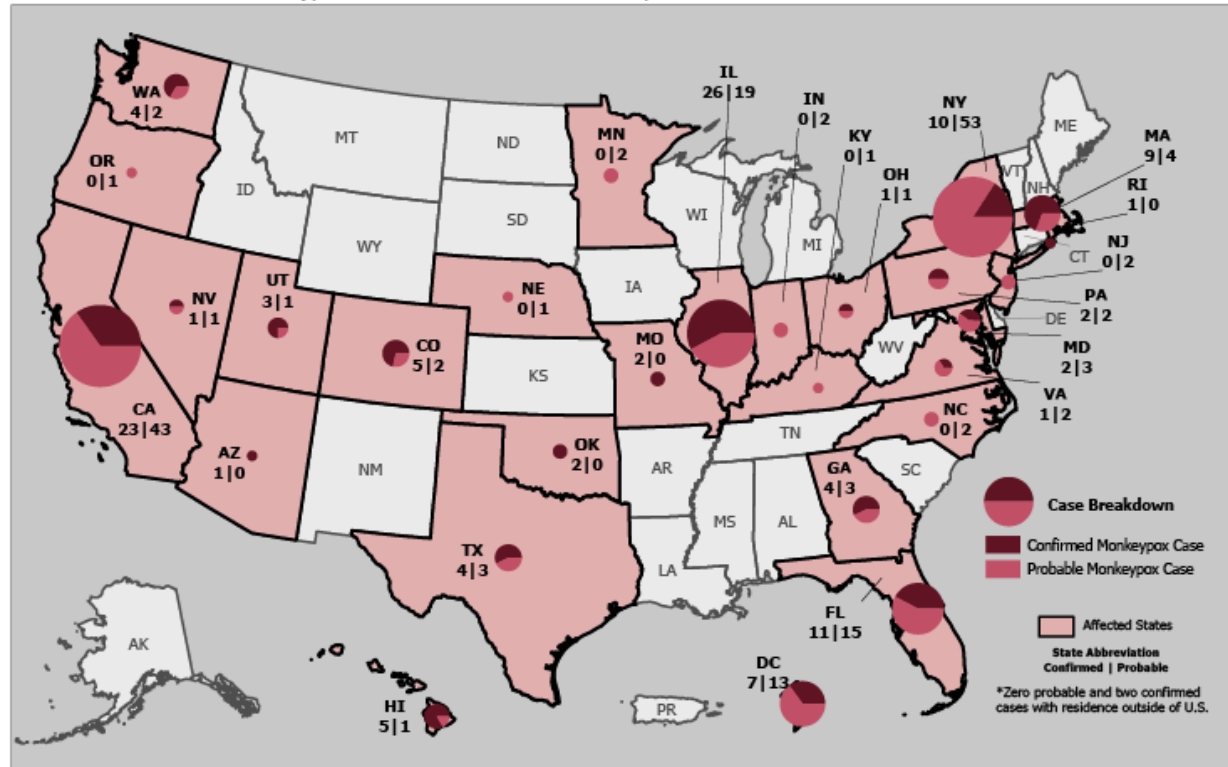 IL
26|19
IN
0|2
NY
10|53
WA
4|2
MN
0|2
KY
0|1
ME
MA
9|4
MT
ND
OR
0|1
OH
1|1
VT
NH
RI
1|0
ID
SD
WI
MI
CT
NJ
0|2
WY
UT
3|1
NV
1|1
NE
0|1
IA
PA
2|2
DE
MO
2|0
CO
5|2
WV
MD
2|3
KS
VA
1|2
CA
23|43
NC
0|2
TN
AZ
1|0
OK
2|0
NM
AR
GA
4|3
SC
Case Breakdown
MS
AL
Confirmed Monkeypox Case
TX
4|3
Probable Monkeypox Case
LA
FL
11|15
Affected States
AK
State Abbreviation
Confirmed | Probable
DC
7|13
*Zero probable and two confirmed
cases with residence outside of U.S.
HI
5|1
PR